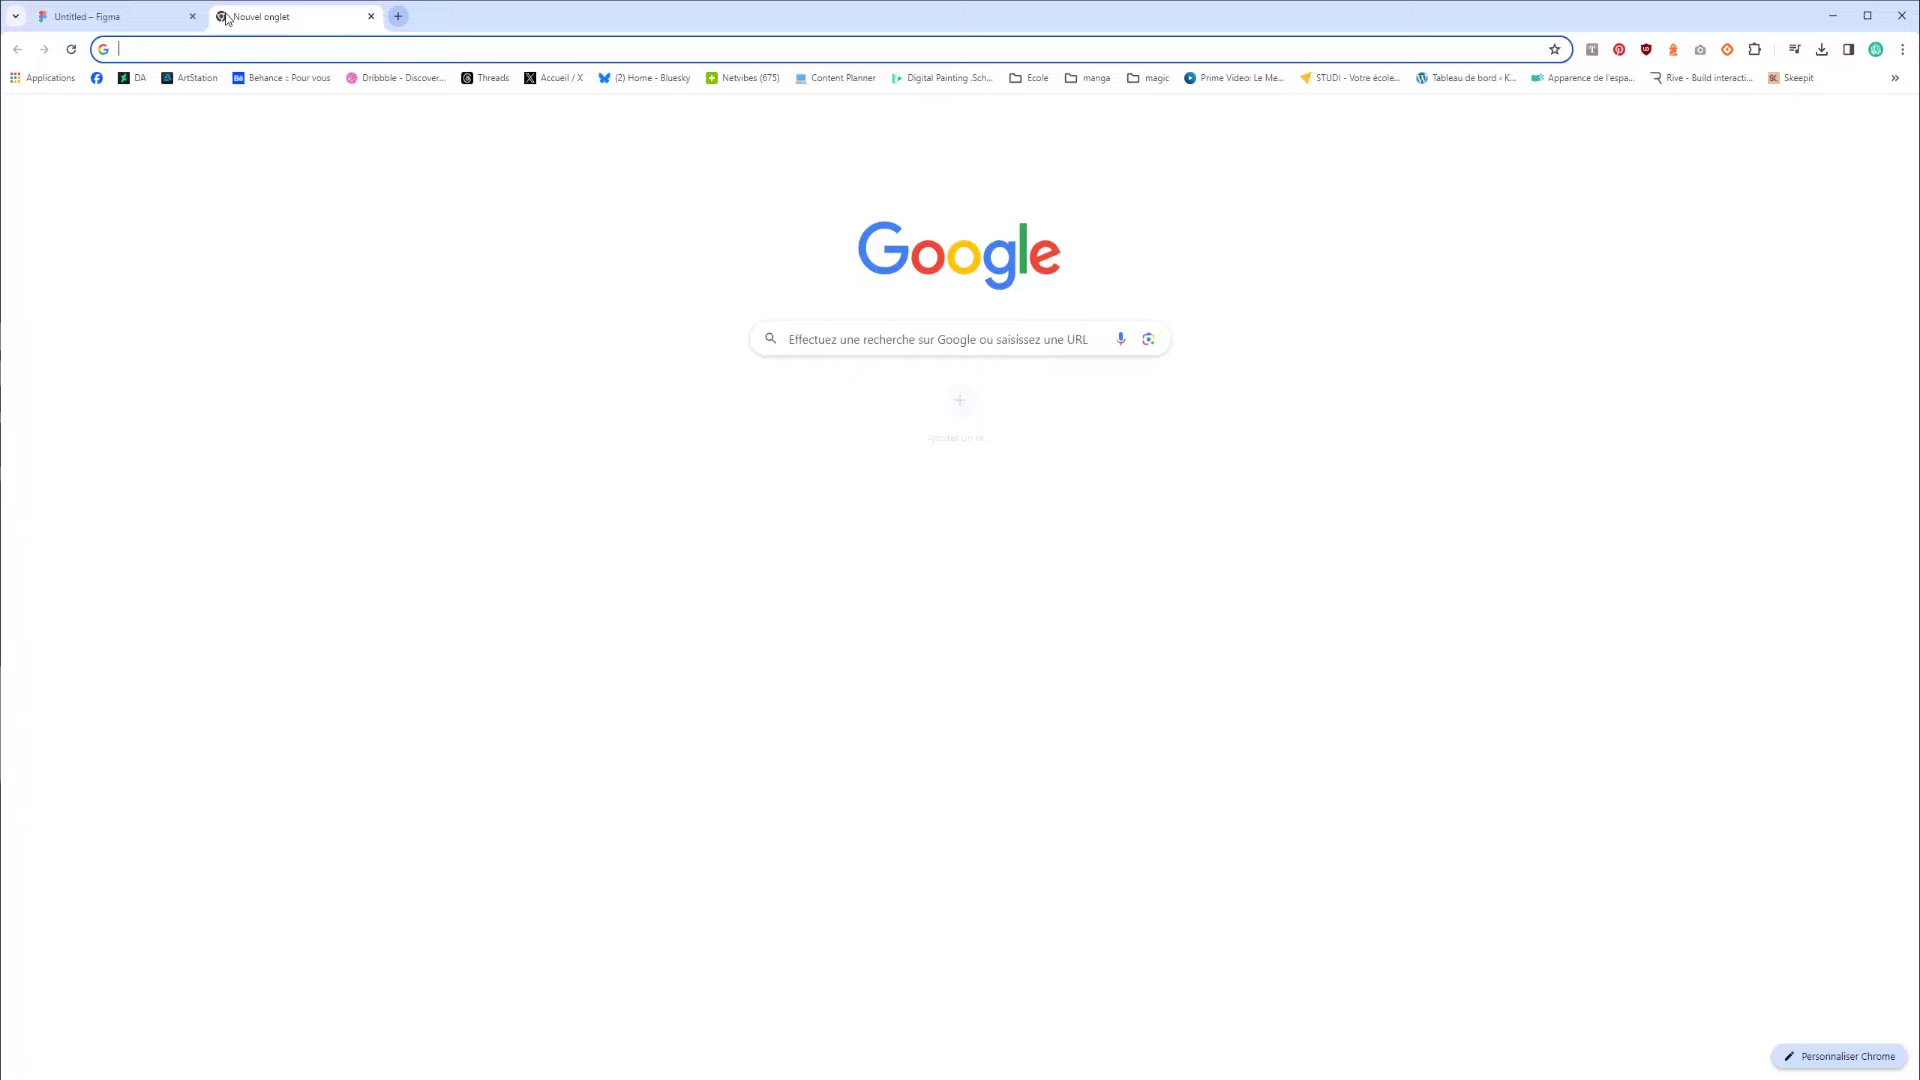 Untitled – Figma
Nouvel onglet
Applications
DA
ArtStation
Behance :: Pour vous
Dribbble - Discover...
Threads
Accueil / X
(2) Home - Bluesky
Netvibes (675)
Content Planner
Digital Painting .Sch...
Ecole
manga
magic
Prime Video: Le Me...
STUDI - Votre école...
Tableau de bord ‹ K...
Apparence de l'espa...
Rive - Build interacti...
Skeepit
Google
Effectuez une recherche sur Google ou saisissez une URL
Ajouter un ra...
Personnaliser Chrome